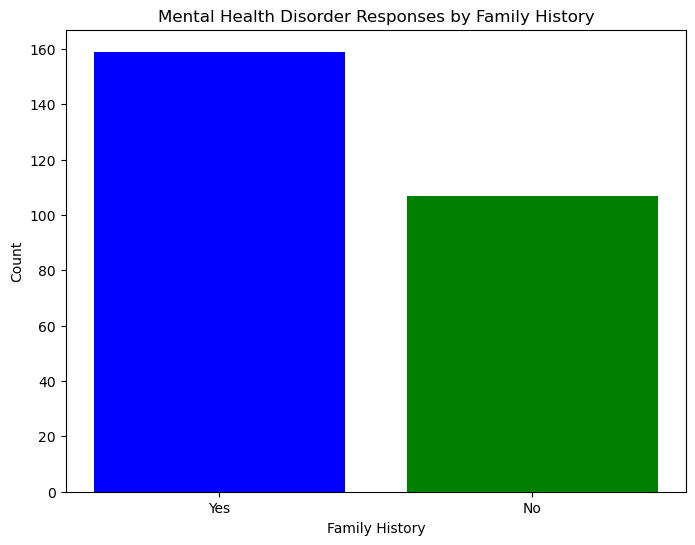 Mental Health Disorder Responses by Family History
160
140
120
100
80
60
40
20
0
Count
Yes
No
Family History